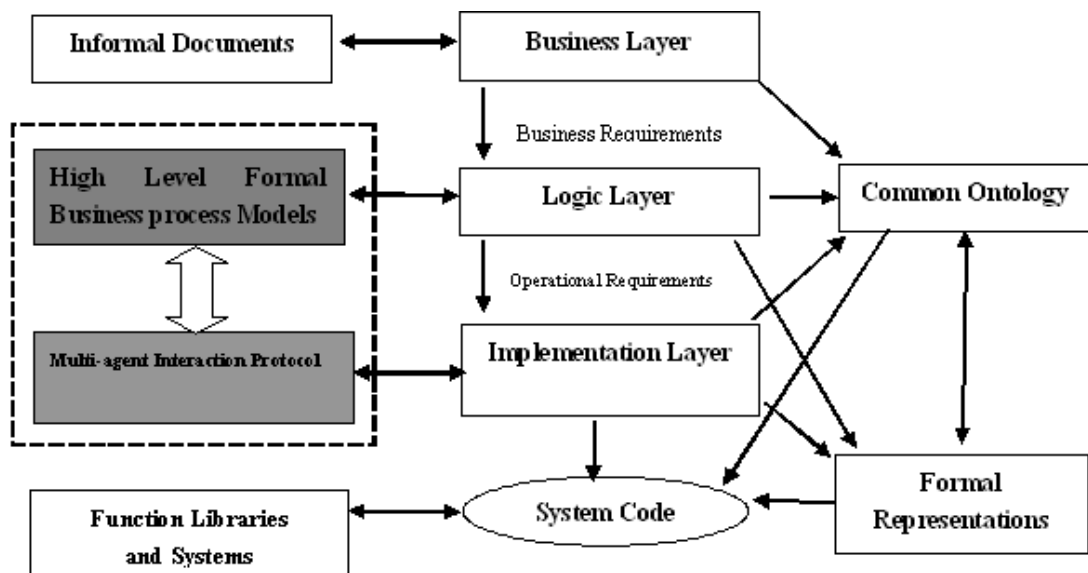 Informal Documents
Business Layer
Business Requirements
High Level Formal
Business process Models
Logic Layer
Common Ontology
Operational Requirements
Multi-agent Interaction Protocol
Implementation Layer
Function Libraries
and Systems
System Code
Formal
Representations